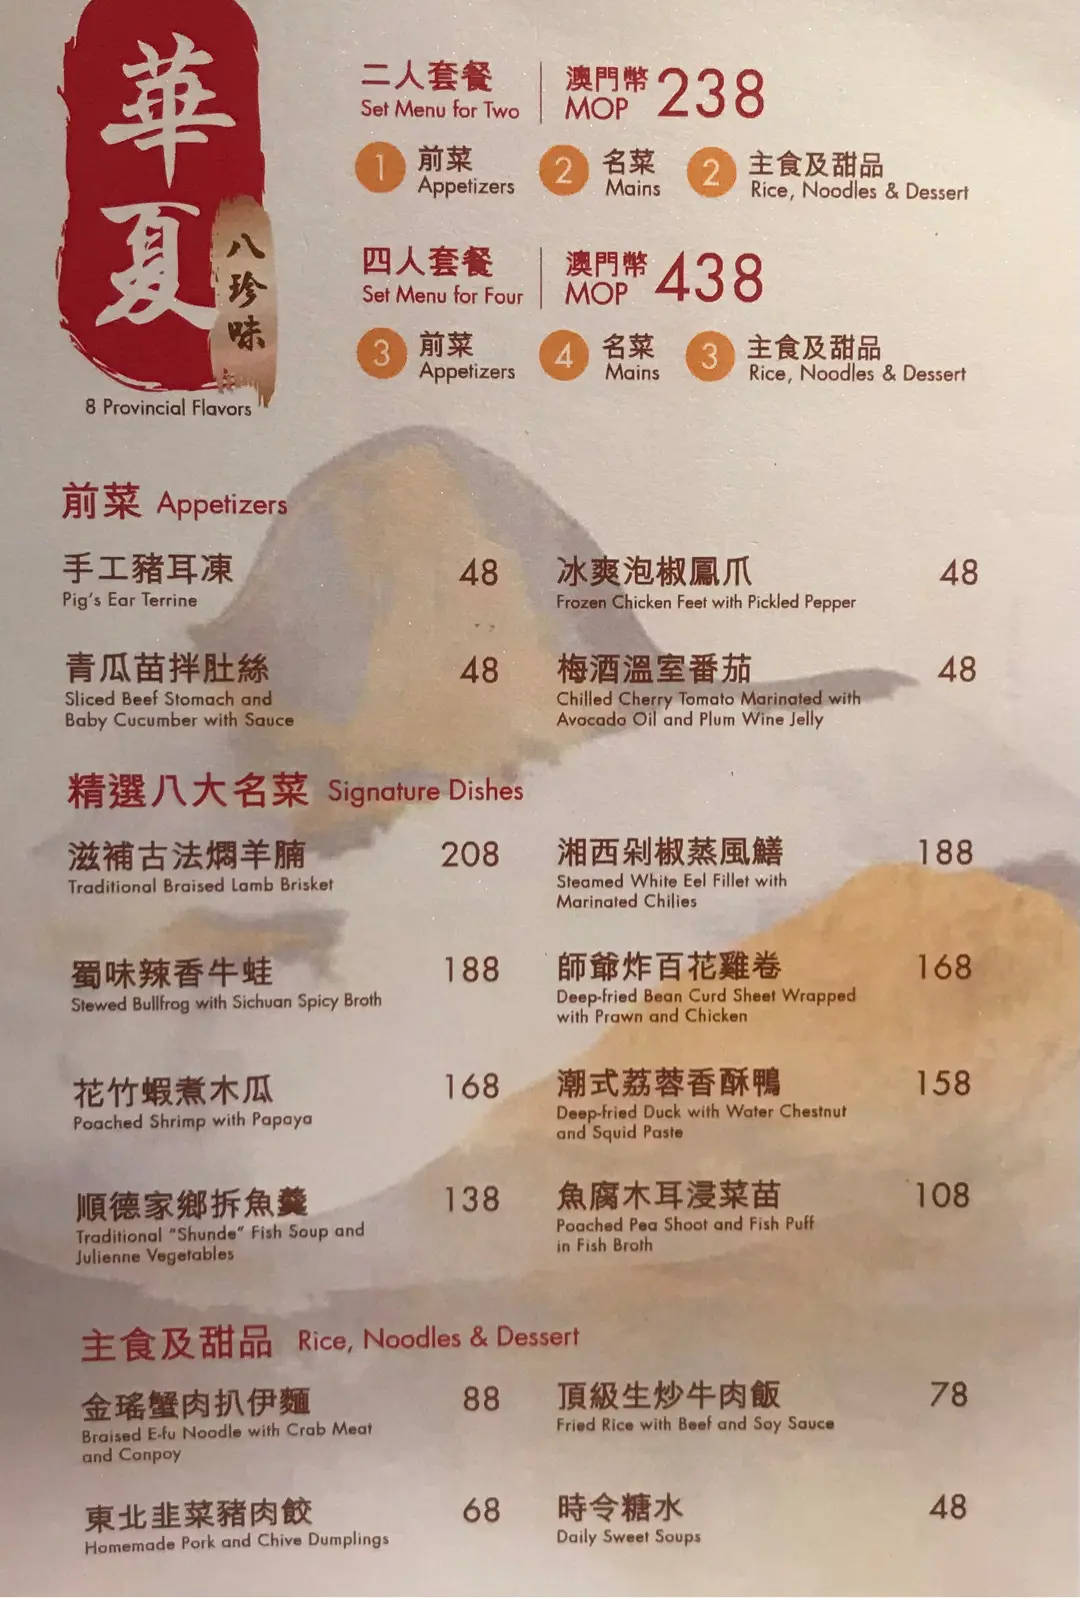 華夏
八珍味
8 Provincial Flavors
二人套餐
Set Menu for Two
澳門幣
MOP 238
1 前菜
Appetizers
2 名菜
Mains
2 主食及甜品
Rice, Noodles & Dessert
四人套餐
Set Menu for Four
澳門幣
MOP 438
3 前菜
Appetizers
4 名菜
Mains
3 主食及甜品
Rice, Noodles & Dessert
前菜 Appetizers
手工豬耳凍 48
Pig's Ear Terrine
冰爽泡椒鳳爪 48
Frozen Chicken Feet with Pickled Pepper
青瓜苗拌肚絲 48
Sliced Beef Stomach and
Baby Cucumber with Sauce
梅酒溫室番茄 48
Chilled Cherry Tomato Marinated with
Avocado Oil and Plum Wine Jelly
精選八大名菜 Signature Dishes
滋補古法燜羊腩 208
Traditional Braised Lamb Brisket
湘西剁椒蒸風鱔 188
Steamed White Eel Fillet with
Marinated Chilies
蜀味辣香牛蛙 188
Stewed Bullfrog with Sichuan Spicy Broth
師爺炸百花雞卷 168
Deep-fried Bean Curd Sheet Wrapped
with Prawn and Chicken
花竹蝦煮木瓜 168
Poached Shrimp with Papaya
潮式荔蓉香酥鴨 158
Deep-fried Duck with Water Chestnut
and Squid Paste
順德家鄉拆魚羹 138
Traditional "Shunde" Fish Soup and
Julienne Vegetables
魚腐木耳浸菜苗 108
Poached Pea Shoot and Fish Puff
in Fish Broth
主食及甜品 Rice, Noodles & Dessert
金瑤蟹肉扒伊麵 88
Braised E-fu Noodle with Crab Meat
and Conpoy
頂級生炒牛肉飯 78
Fried Rice with Beef and Soy Sauce
東北韭菜豬肉餃 68
Homemade Pork and Chive Dumplings
時令糖水 48
Daily Sweet Soups